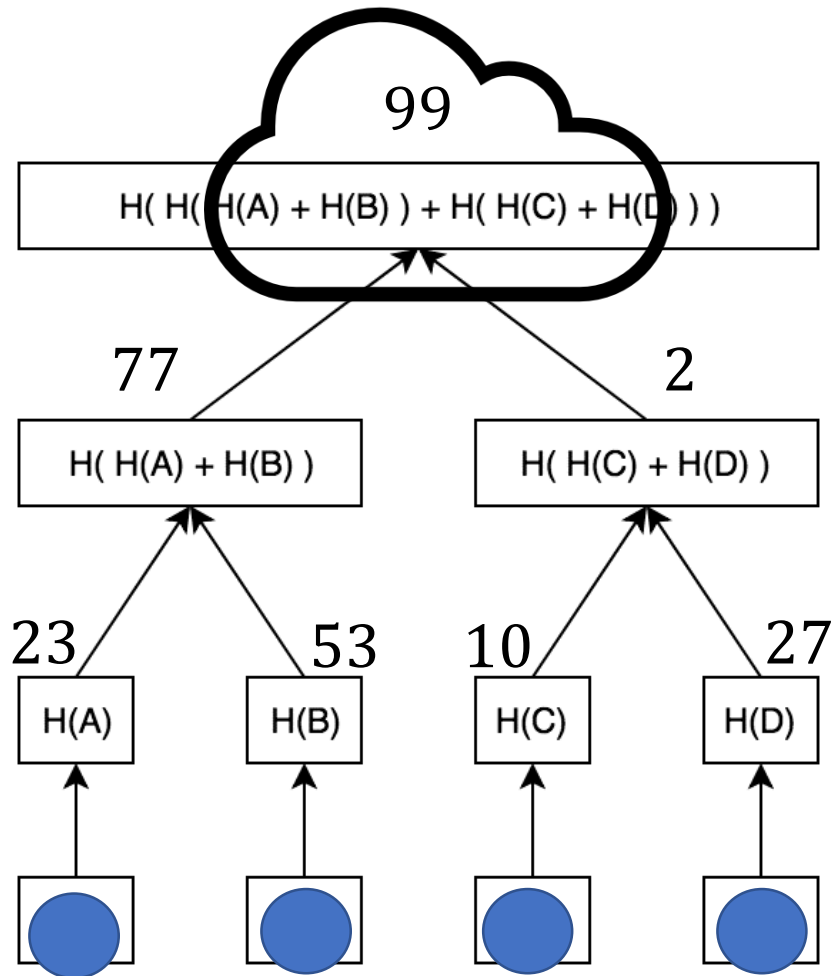 99
H( H( H(A) + H(B) ) + H( H(C) + H(D) ) )
77
2
H( H(A) + H(B) )
H( H(C) + H(D) )
23
53
10
27
H(A)
H(B)
H(C)
H(D)